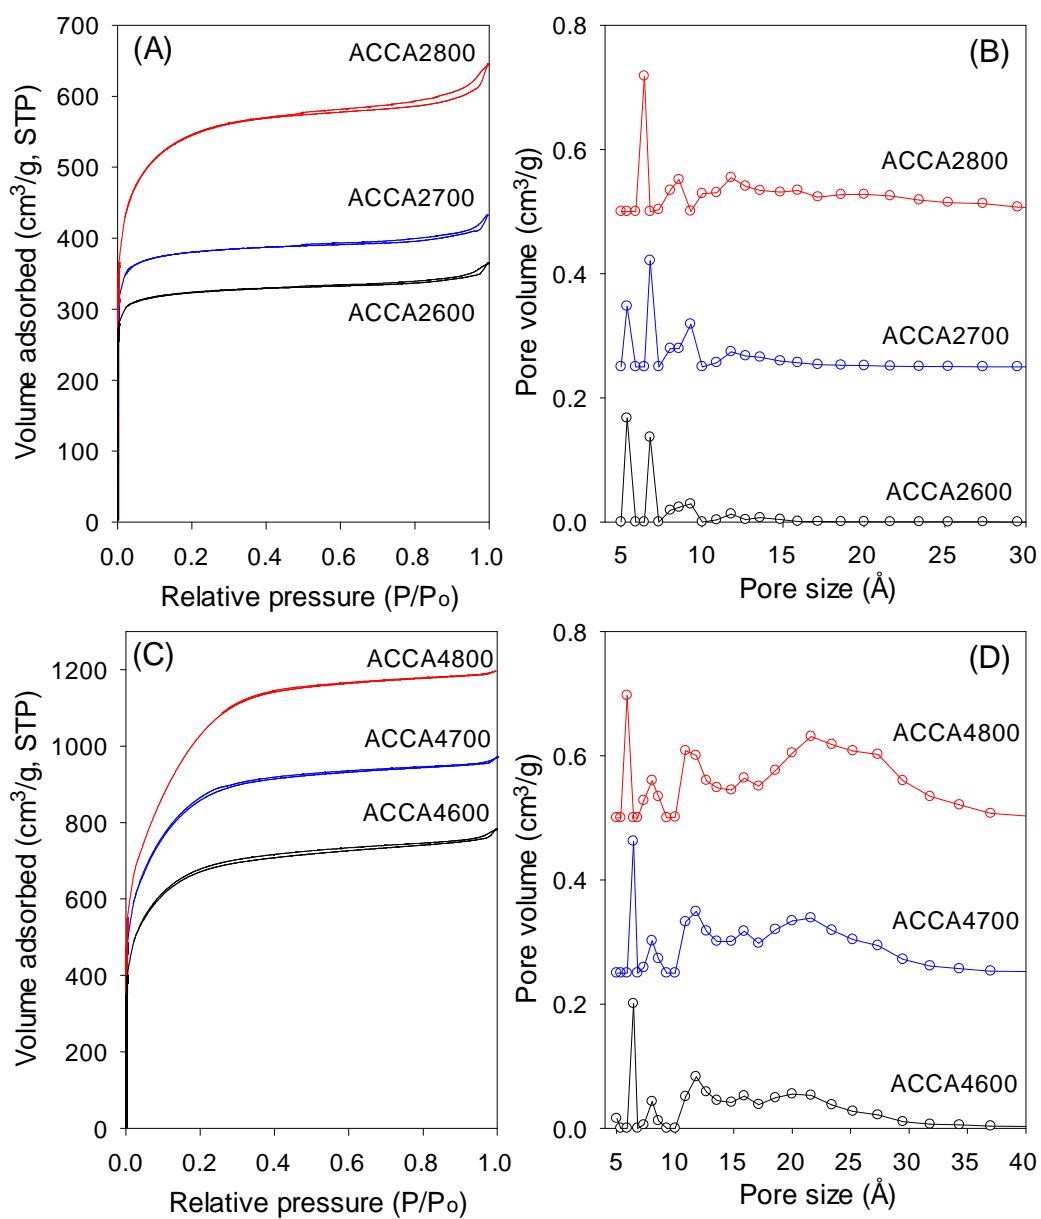 (A)
ACCA2800
ACCA2700
ACCA2600
Volume adsorbed (cm³/g, STP)
700
600
500
400
300
200
100
0
0.0 0.2 0.4 0.6 0.8 1.0
Relative pressure (P/Po)
(B)
ACCA2800
ACCA2700
ACCA2600
Pore volume (cm³/g)
0.8
0.6
0.4
0.2
0.0
5 10 15 20 25 30
Pore size (Å)
(C)
ACCA4800
ACCA4700
ACCA4600
Volume adsorbed (cm³/g, STP)
1200
1000
800
600
400
200
0
0.0 0.2 0.4 0.6 0.8 1.0
Relative pressure (P/Po)
(D)
ACCA4800
ACCA4700
ACCA4600
Pore volume (cm³/g)
0.8
0.6
0.4
0.2
0.0
5 10 15 20 25 30 35 40
Pore size (Å)